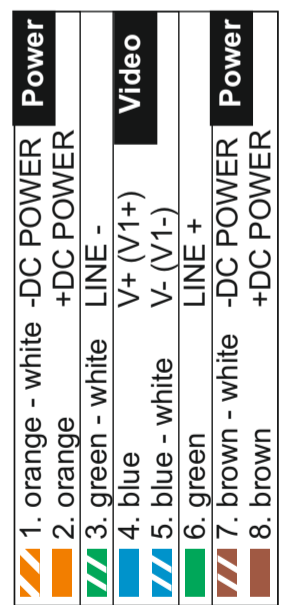 1. orange - white -DC POWER Power
2. orange +DC POWER
3. green - white LINE -
4. blue V+ (V1+) Video
5. blue - white V- (V1-)
6. green LINE +
7. brown - white -DC POWER Power
8. brown +DC POWER